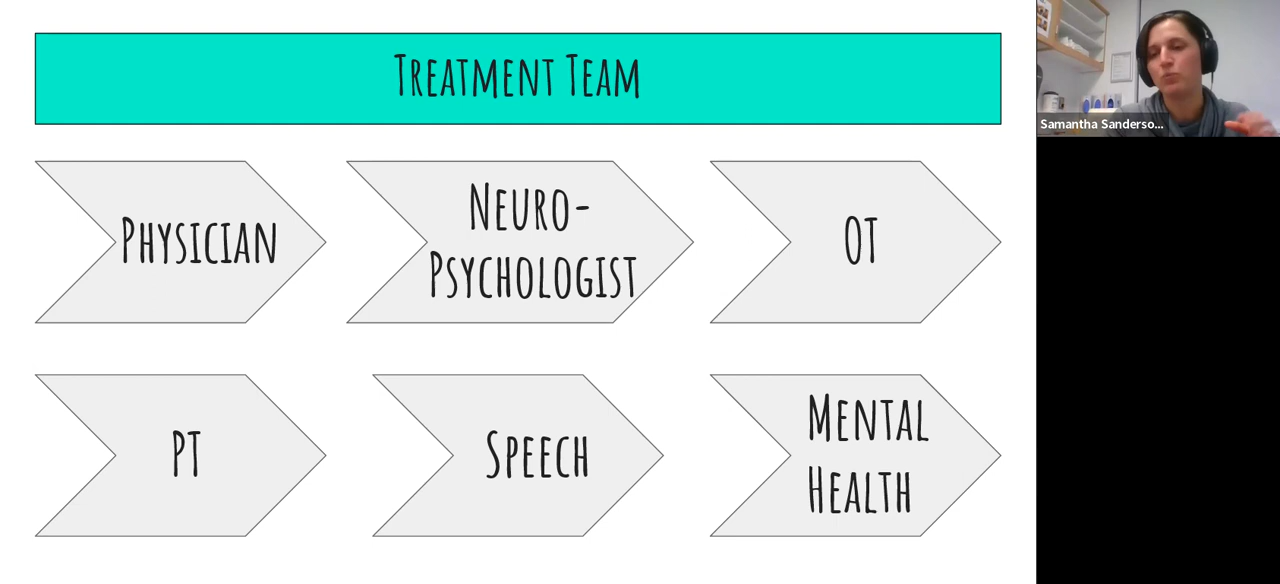 Treatment Team
Physician
Neuro-
Psychologist
OT
PT
Speech
Mental
Health
Samantha Sanderso...